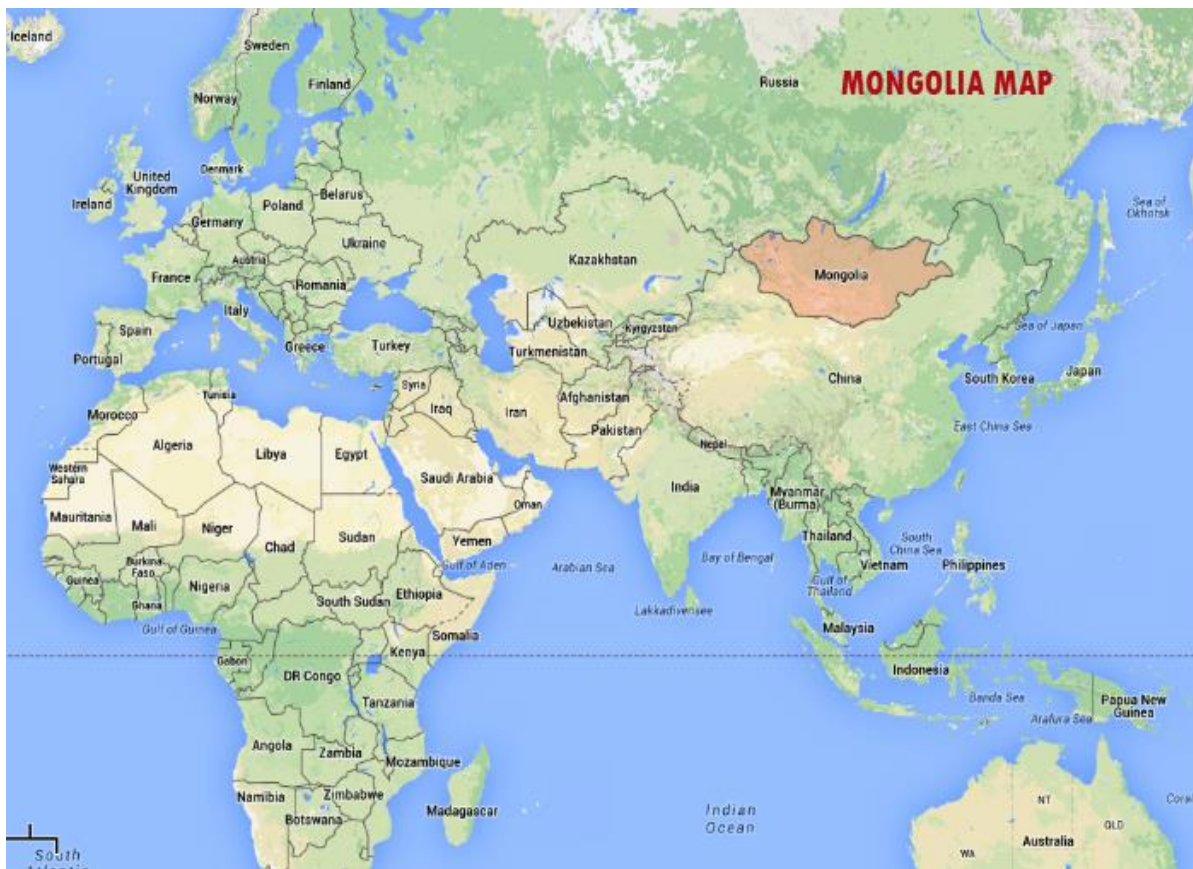 Iceland
Sweden
Finland
Norway
Russia
MONGOLIA MAP
Denmark
United
Kingdom
Ireland
Belarus
Poland
Germany
Sea of
Okhotsk
Ukraine
Austria
France
Romania
Kazakhstan
Mongolia
Italy
Spain
Portugal
Greece
Turkey
Uzbekistan
Kyrgyzstan
Turkmenistan
Sea of Japan
South Korea
Japan
China
Syria
Tunisia
Morocco
Iraq
Iran
Afghanistan
Pakistan
East China Sea
Algeria
Libya
Egypt
Nepal
Western
Sahara
Saudi Arabia
India
Myanmar
(Burma)
Oman
Mauritania
Mali
Niger
Chad
Sudan
Yemen
Thailand
South
China Sea
Vietnam
Philippines
Gulf of Aden
Arabian Sea
Bay of Bengal
Burkina
Faso
Guinea
Ghana
Nigeria
South Sudan
Ethiopia
Gulf of
Thailand
Lakkadivensee
Gulf of Guinea
Somalia
Malaysia
Gabon
Kenya
DR Congo
Indonesia
Tanzania
Banda Sea
Arafura Sea
Papua New
Guinea
Angola
Zambia
Mozambique
Namibia
Zimbabwe
Botswana
Madagascar
Indian
Ocean
NT
QLD
Australia
WA
South